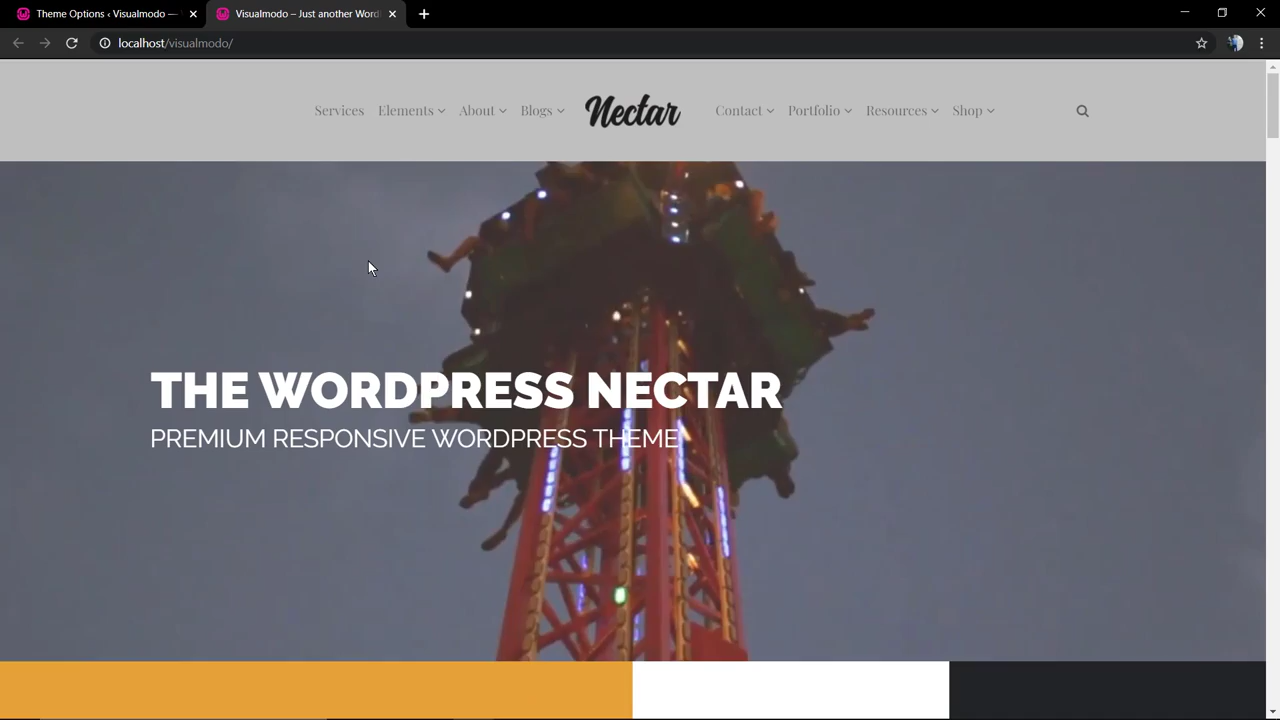 Theme Options ‹ Visualmodo —
Visualmodo – Just another Word
localhost/visualmodo/
Services Elements About Blogs Nectar Contact Portfolio Resources Shop
THE WORDPRESS NECTAR
PREMIUM RESPONSIVE WORDPRESS THEME